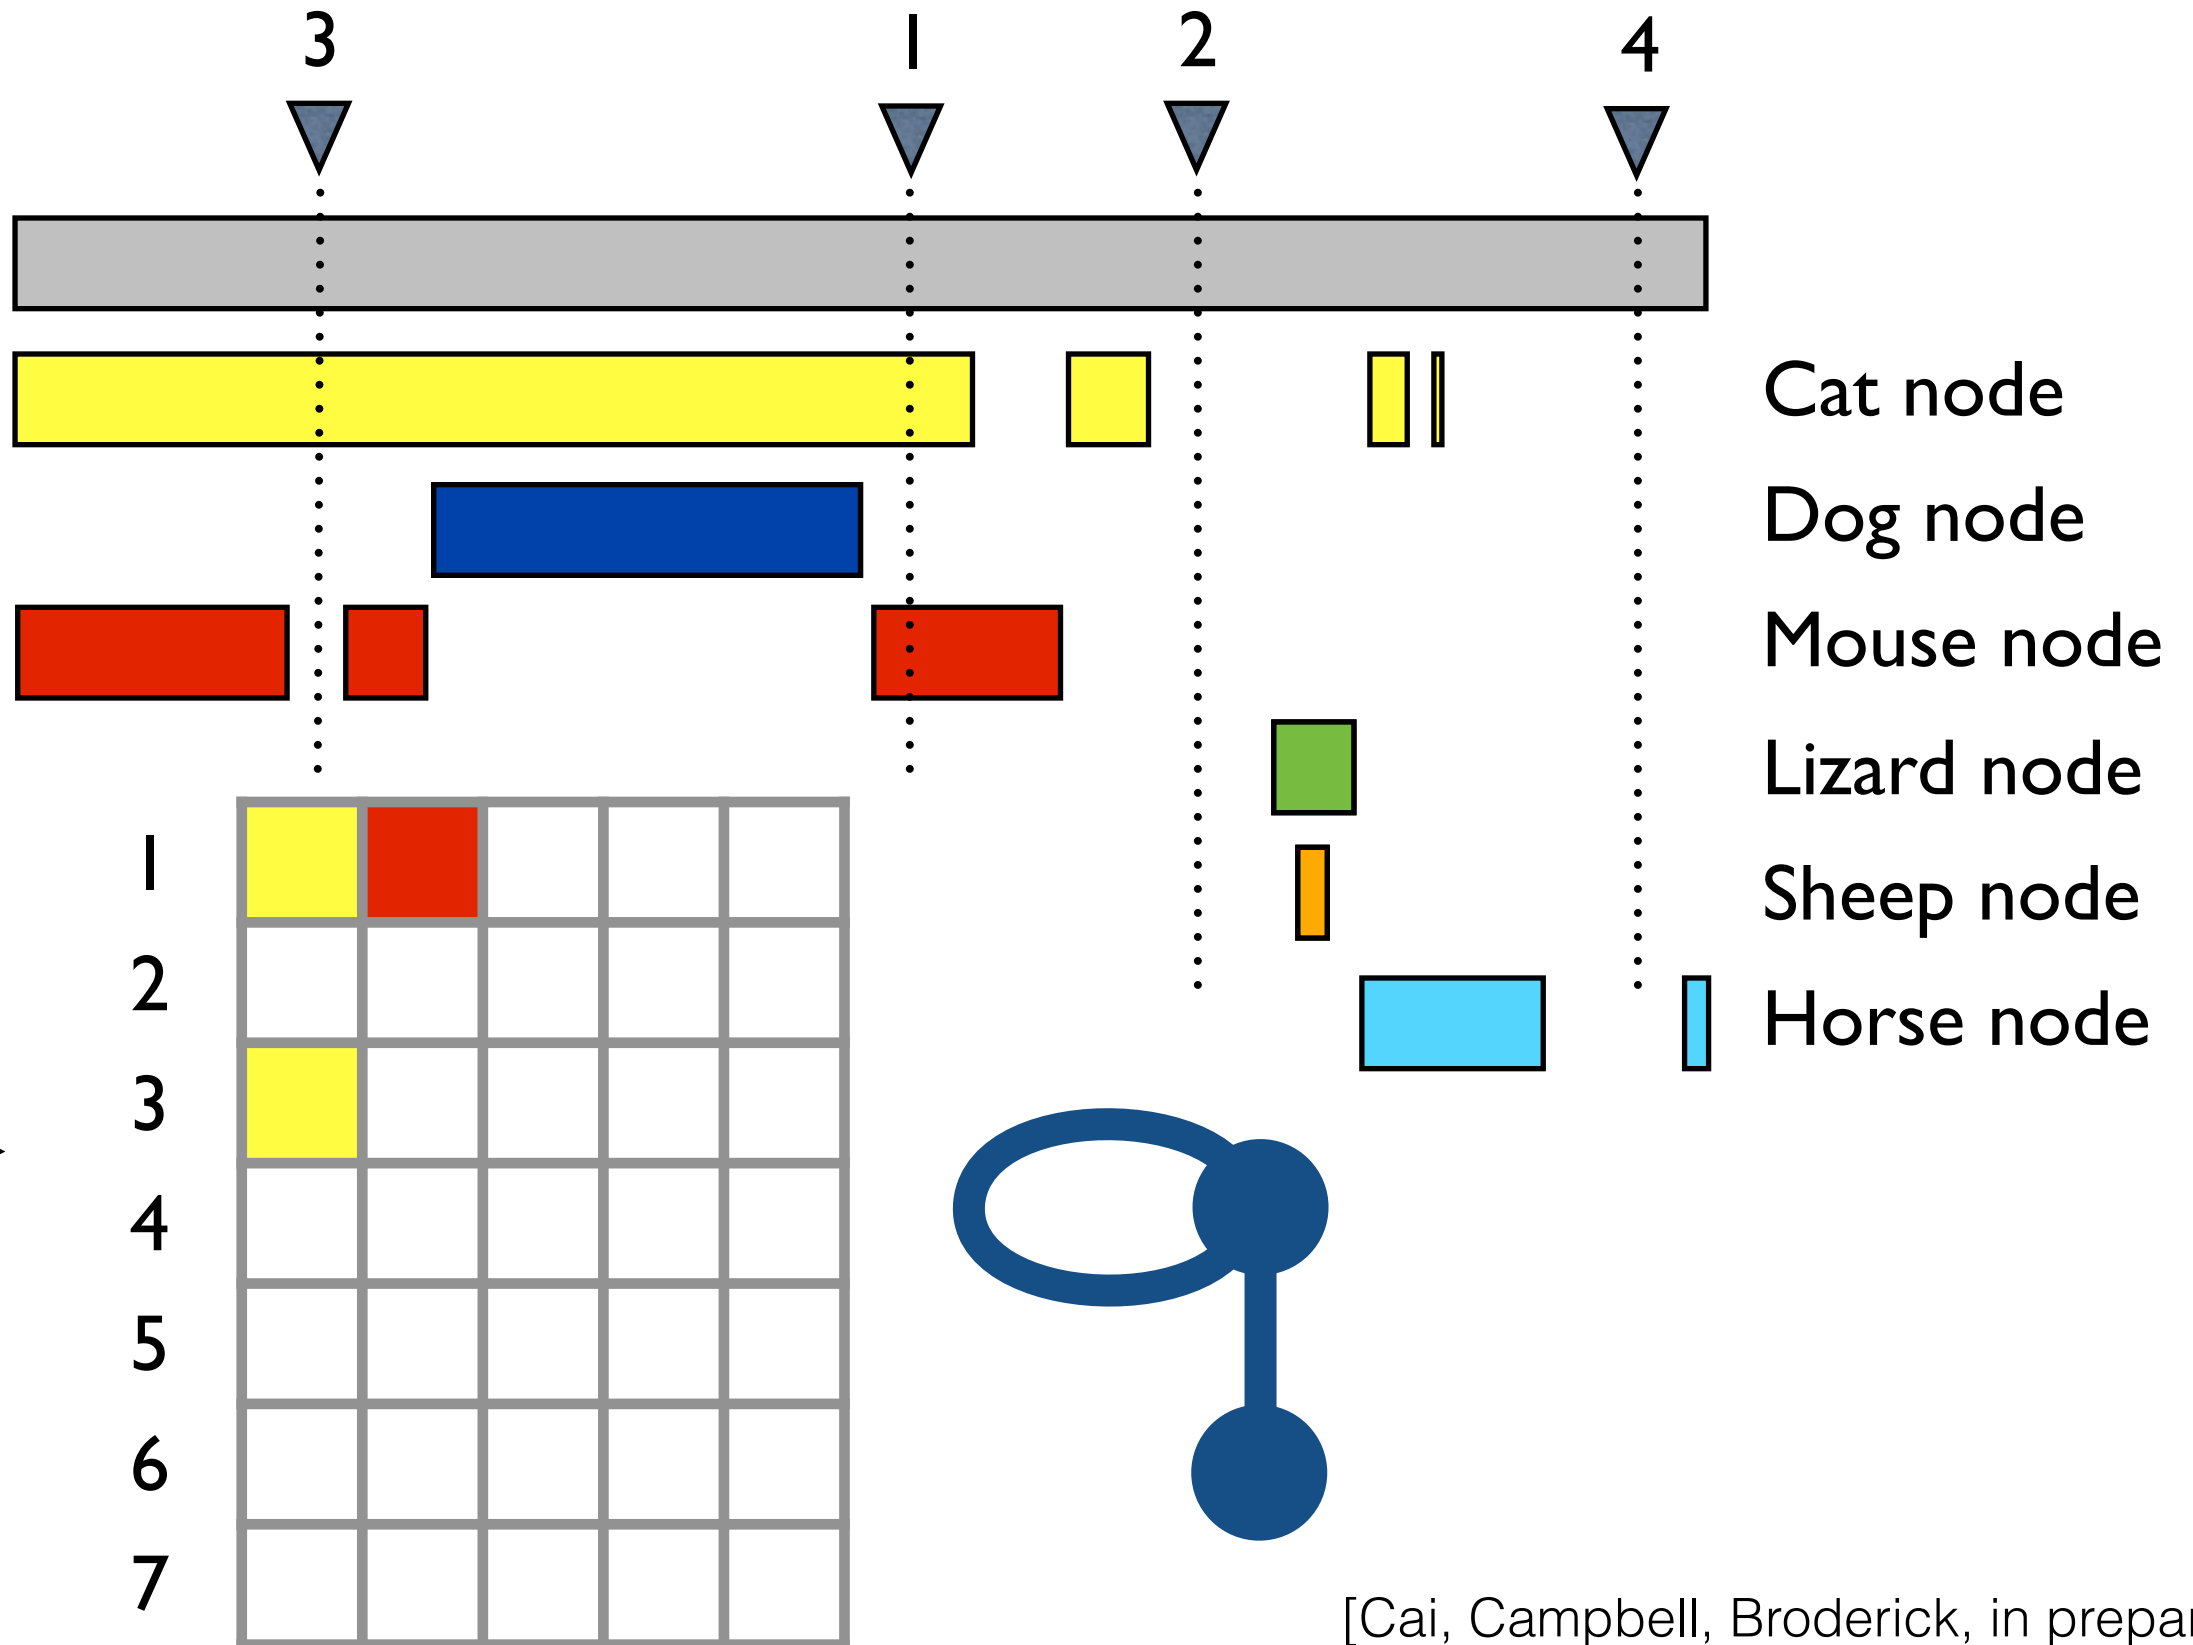 3 1 2 4
Cat node
Dog node
Mouse node
Lizard node
Sheep node
Horse node
1
2
3
4
5
6
7
[Cai, Campbell, Broderick, in prepar